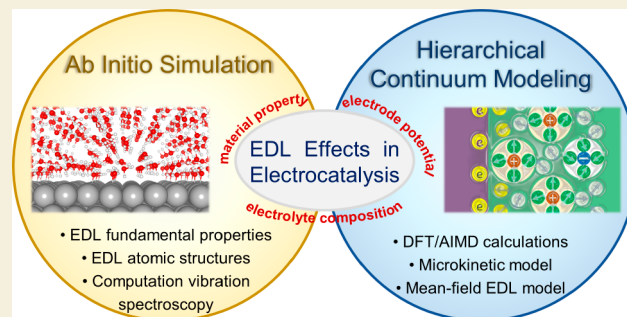 Ab Initio Simulation
• EDL fundamental properties
• EDL atomic structures
• Computation vibration
spectroscopy
material property
electrode potential
EDL Effects in
Electrocatalysis
electrolyte composition
Hierarchical
Continuum Modeling
e
e
e
e
• DFT/AIMD calculations
• Microkinetic model
• Mean-field EDL model